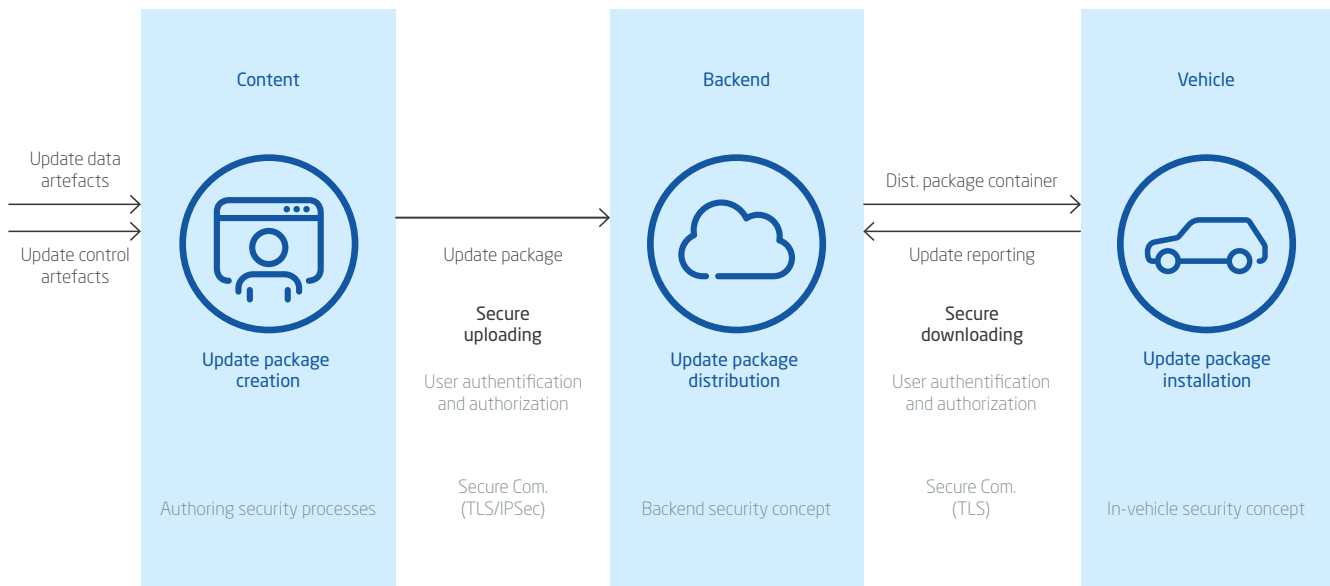 Content
Backend
Vehicle
Update data
artefacts
Update control
artefacts
Update package
Dist. package container
Update reporting
Update package
creation
Secure
uploading
Update package
distribution
Secure
downloading
Update package
installation
User authentification
and authorization
User authentification
and authorization
Authoring security processes
Secure Com.
(TLS/IPSec)
Backend security concept
Secure Com.
(TLS)
In-vehicle security concept